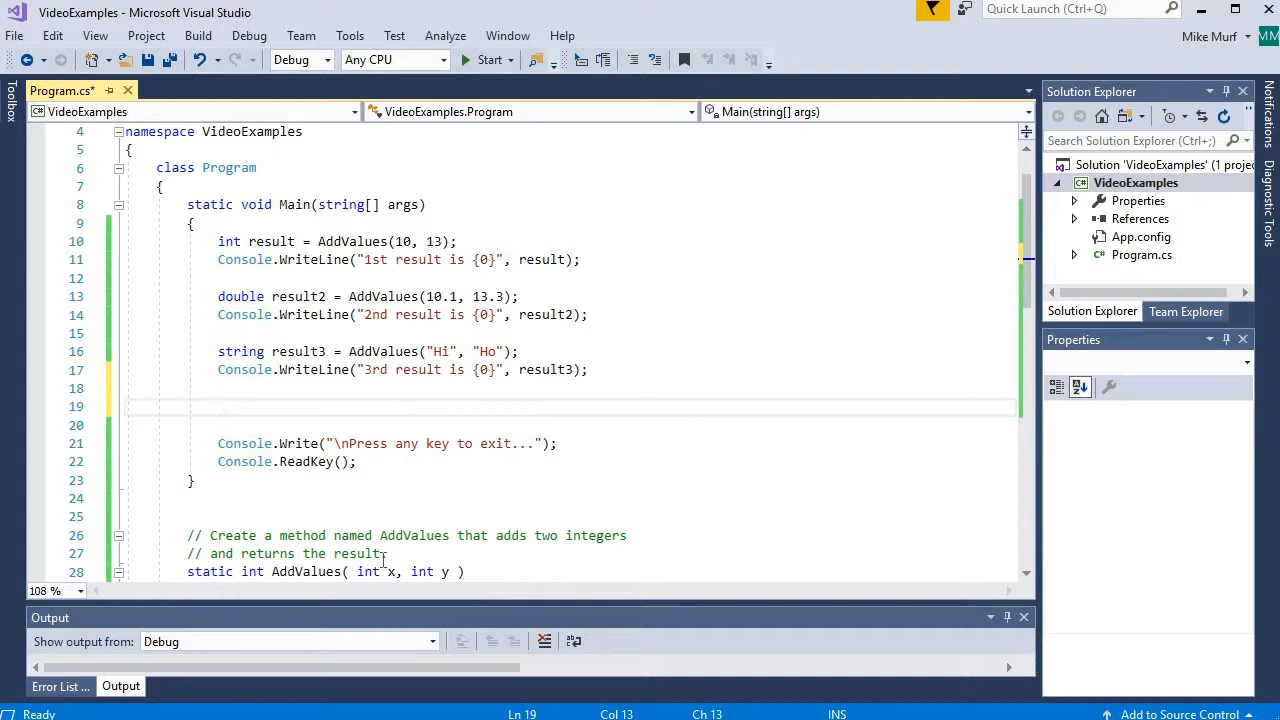 VideoExamples - Microsoft Visual Studio
Quick Launch (Ctrl+Q)
File Edit View Project Build Debug Team Tools Test Analyze Window Help
Mike Murf MM
Debug Any CPU Start
Toolbox
Program.cs*
VideoExamples VideoExamples.Program Main(string[] args)
4 namespace VideoExamples
5 {
6 class Program
7 {
8 static void Main(string[] args)
9 {
10 int result = AddValues(10, 13);
11 Console.WriteLine("1st result is {0}", result);
12
13 double result2 = AddValues(10.1, 13.3);
14 Console.WriteLine("2nd result is {0}", result2);
15
16 string result3 = AddValues("Hi", "Ho");
17 Console.WriteLine("3rd result is {0}", result3);
18
19
20
21 Console.Write("\nPress any key to exit...");
22 Console.ReadKey();
23 }
24
25
26 // Create a method named AddValues that adds two integers
27 // and returns the result
28 static int AddValues( int x, int y )
108 %
Output
Show output from: Debug
Error List ... Output
Ready Ln 19 Col 13 Ch 13 INS Add to Source Control
Solution Explorer
Search Solution Explorer (Ctrl+;)
Solution 'VideoExamples' (1 projec
VideoExamples
Properties
References
App.config
Program.cs
Solution Explorer Team Explorer
Properties
Notifications
Diagnostic Tools